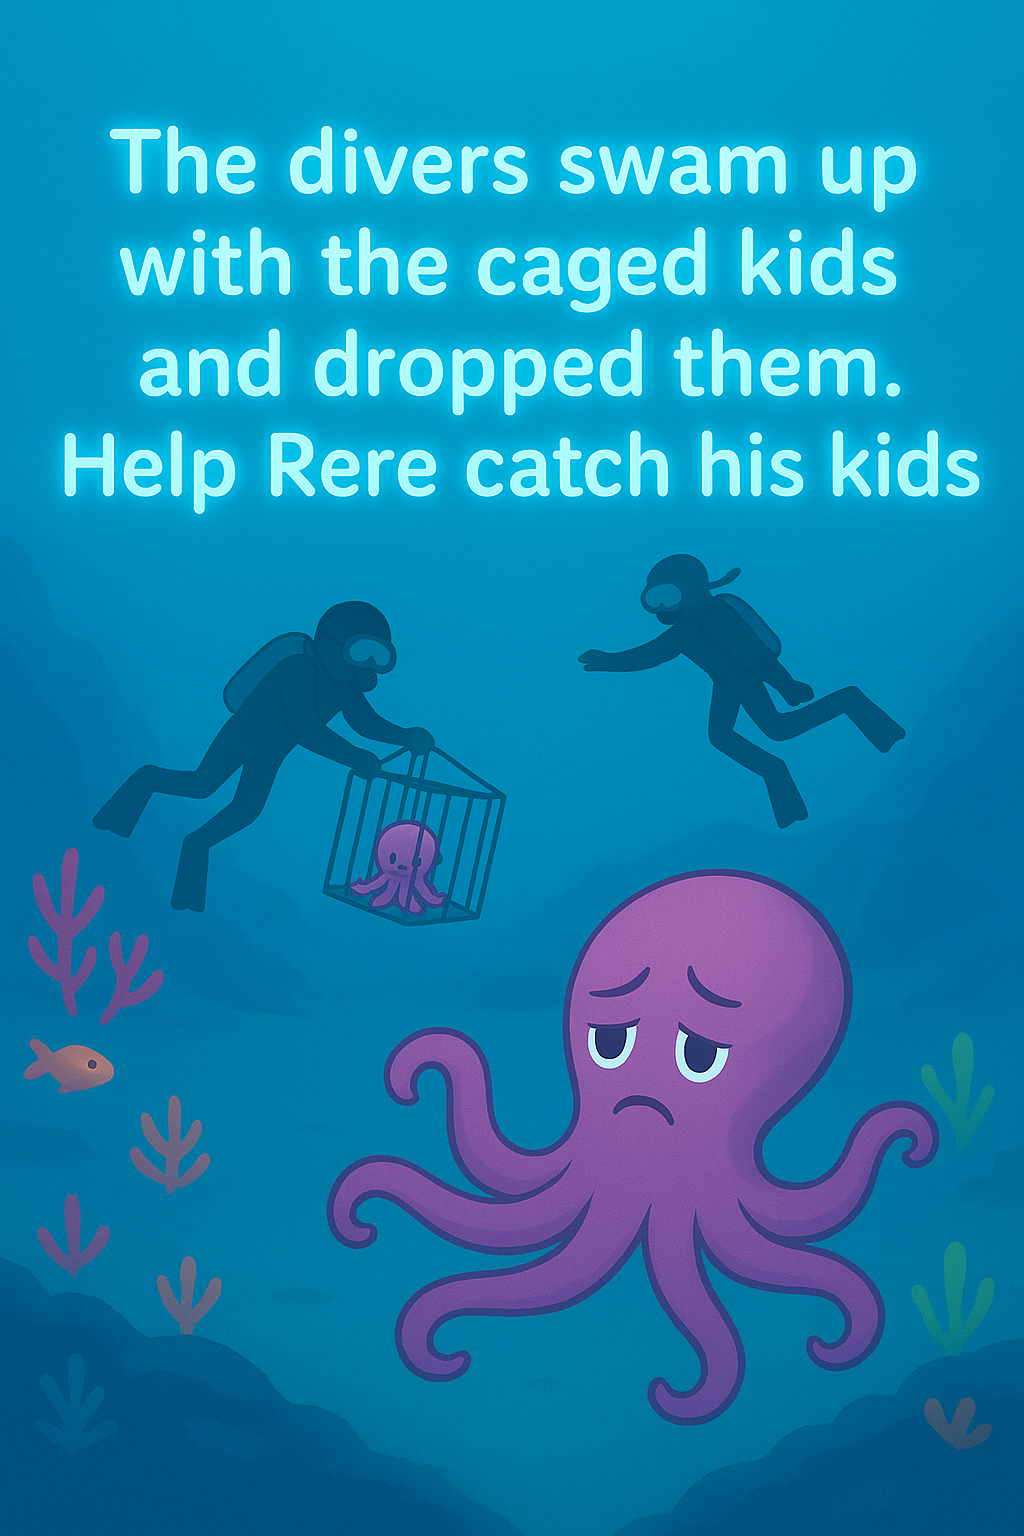 The divers swam up
with the caged kids
and dropped them.
Help Rere catch his kids